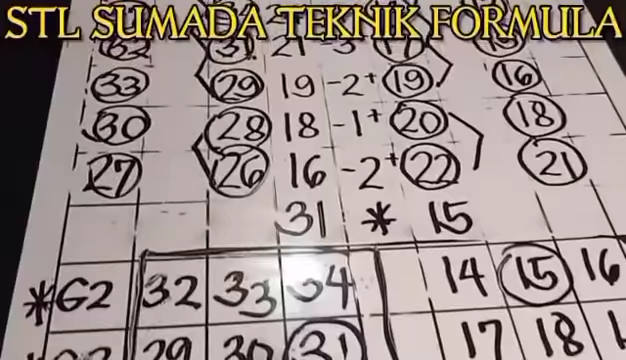 STL SUMADA TEKNIK FORMULA
33 29 19 -2+ 19 16
30 28 18 -1+ 20 18
27 26 16 -2+ 22 21
31 * 15
*G2 32 33 34 14 15 16
29 30 31 17 18